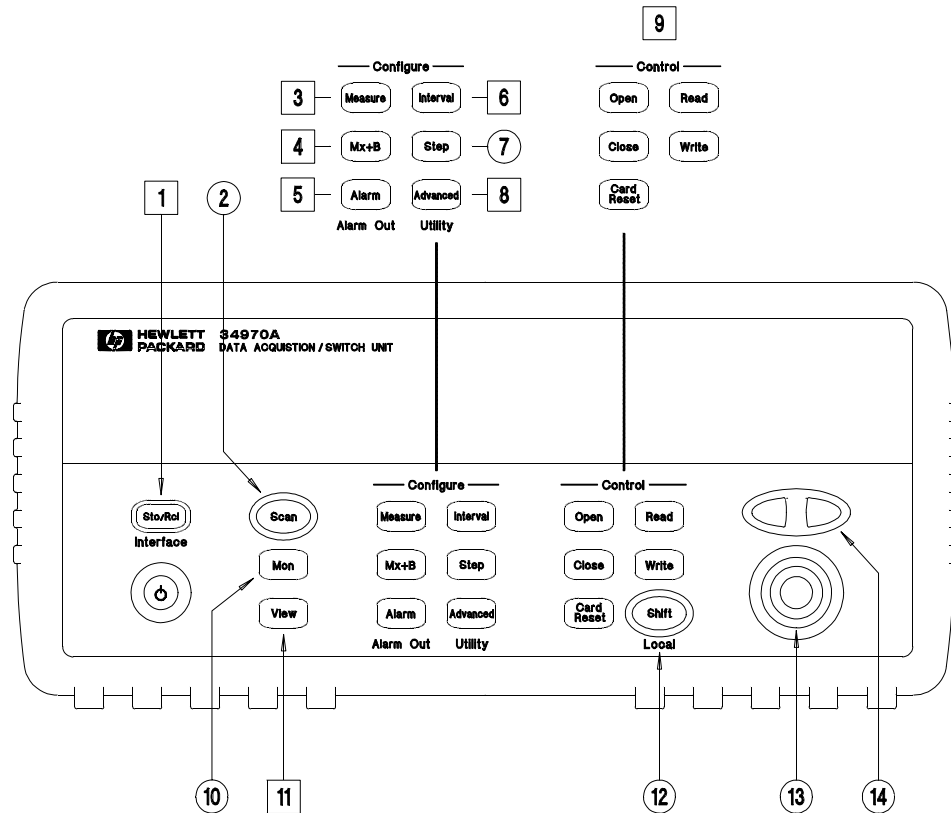 9
Configure Control
3 Measure Interval 6 Open Read
4 Mx+B Step 7 Close Write
5 Alarm Advanced 8 Card Reset
1 2 Alarm Out Utility
hp HEWLETT PACKARD 34970A
DATA ACQUISTION / SWITCH UNIT
Configure Control
Sto/Rcl Scan Measure Interval Open Read
Interface
Mon Mx+B Step Close Write
View Alarm Advanced Card Reset Shift
Alarm Out Utility Local
10 11 12 13 14